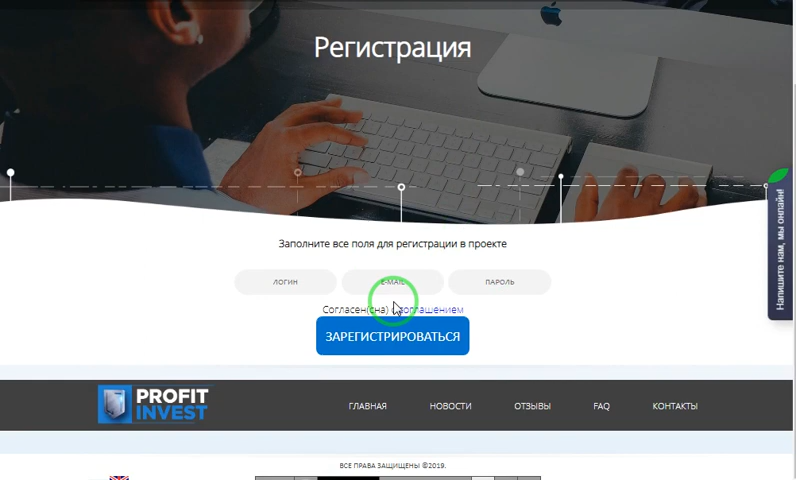 Регистрация
Заполните все поля для регистрации в проекте
ЛОГИН
E-MAIL
ПАРОЛЬ
Согласен(сна) с соглашением
ЗАРЕГИСТРИРОВАТЬСЯ
Напишите нам, мы онлайн!
PROFIT
INVEST
ГЛАВНАЯ
НОВОСТИ
ОТЗЫВЫ
FAQ
КОНТАКТЫ
ВСЕ ПРАВА ЗАЩИЩЕНЫ ©2019.